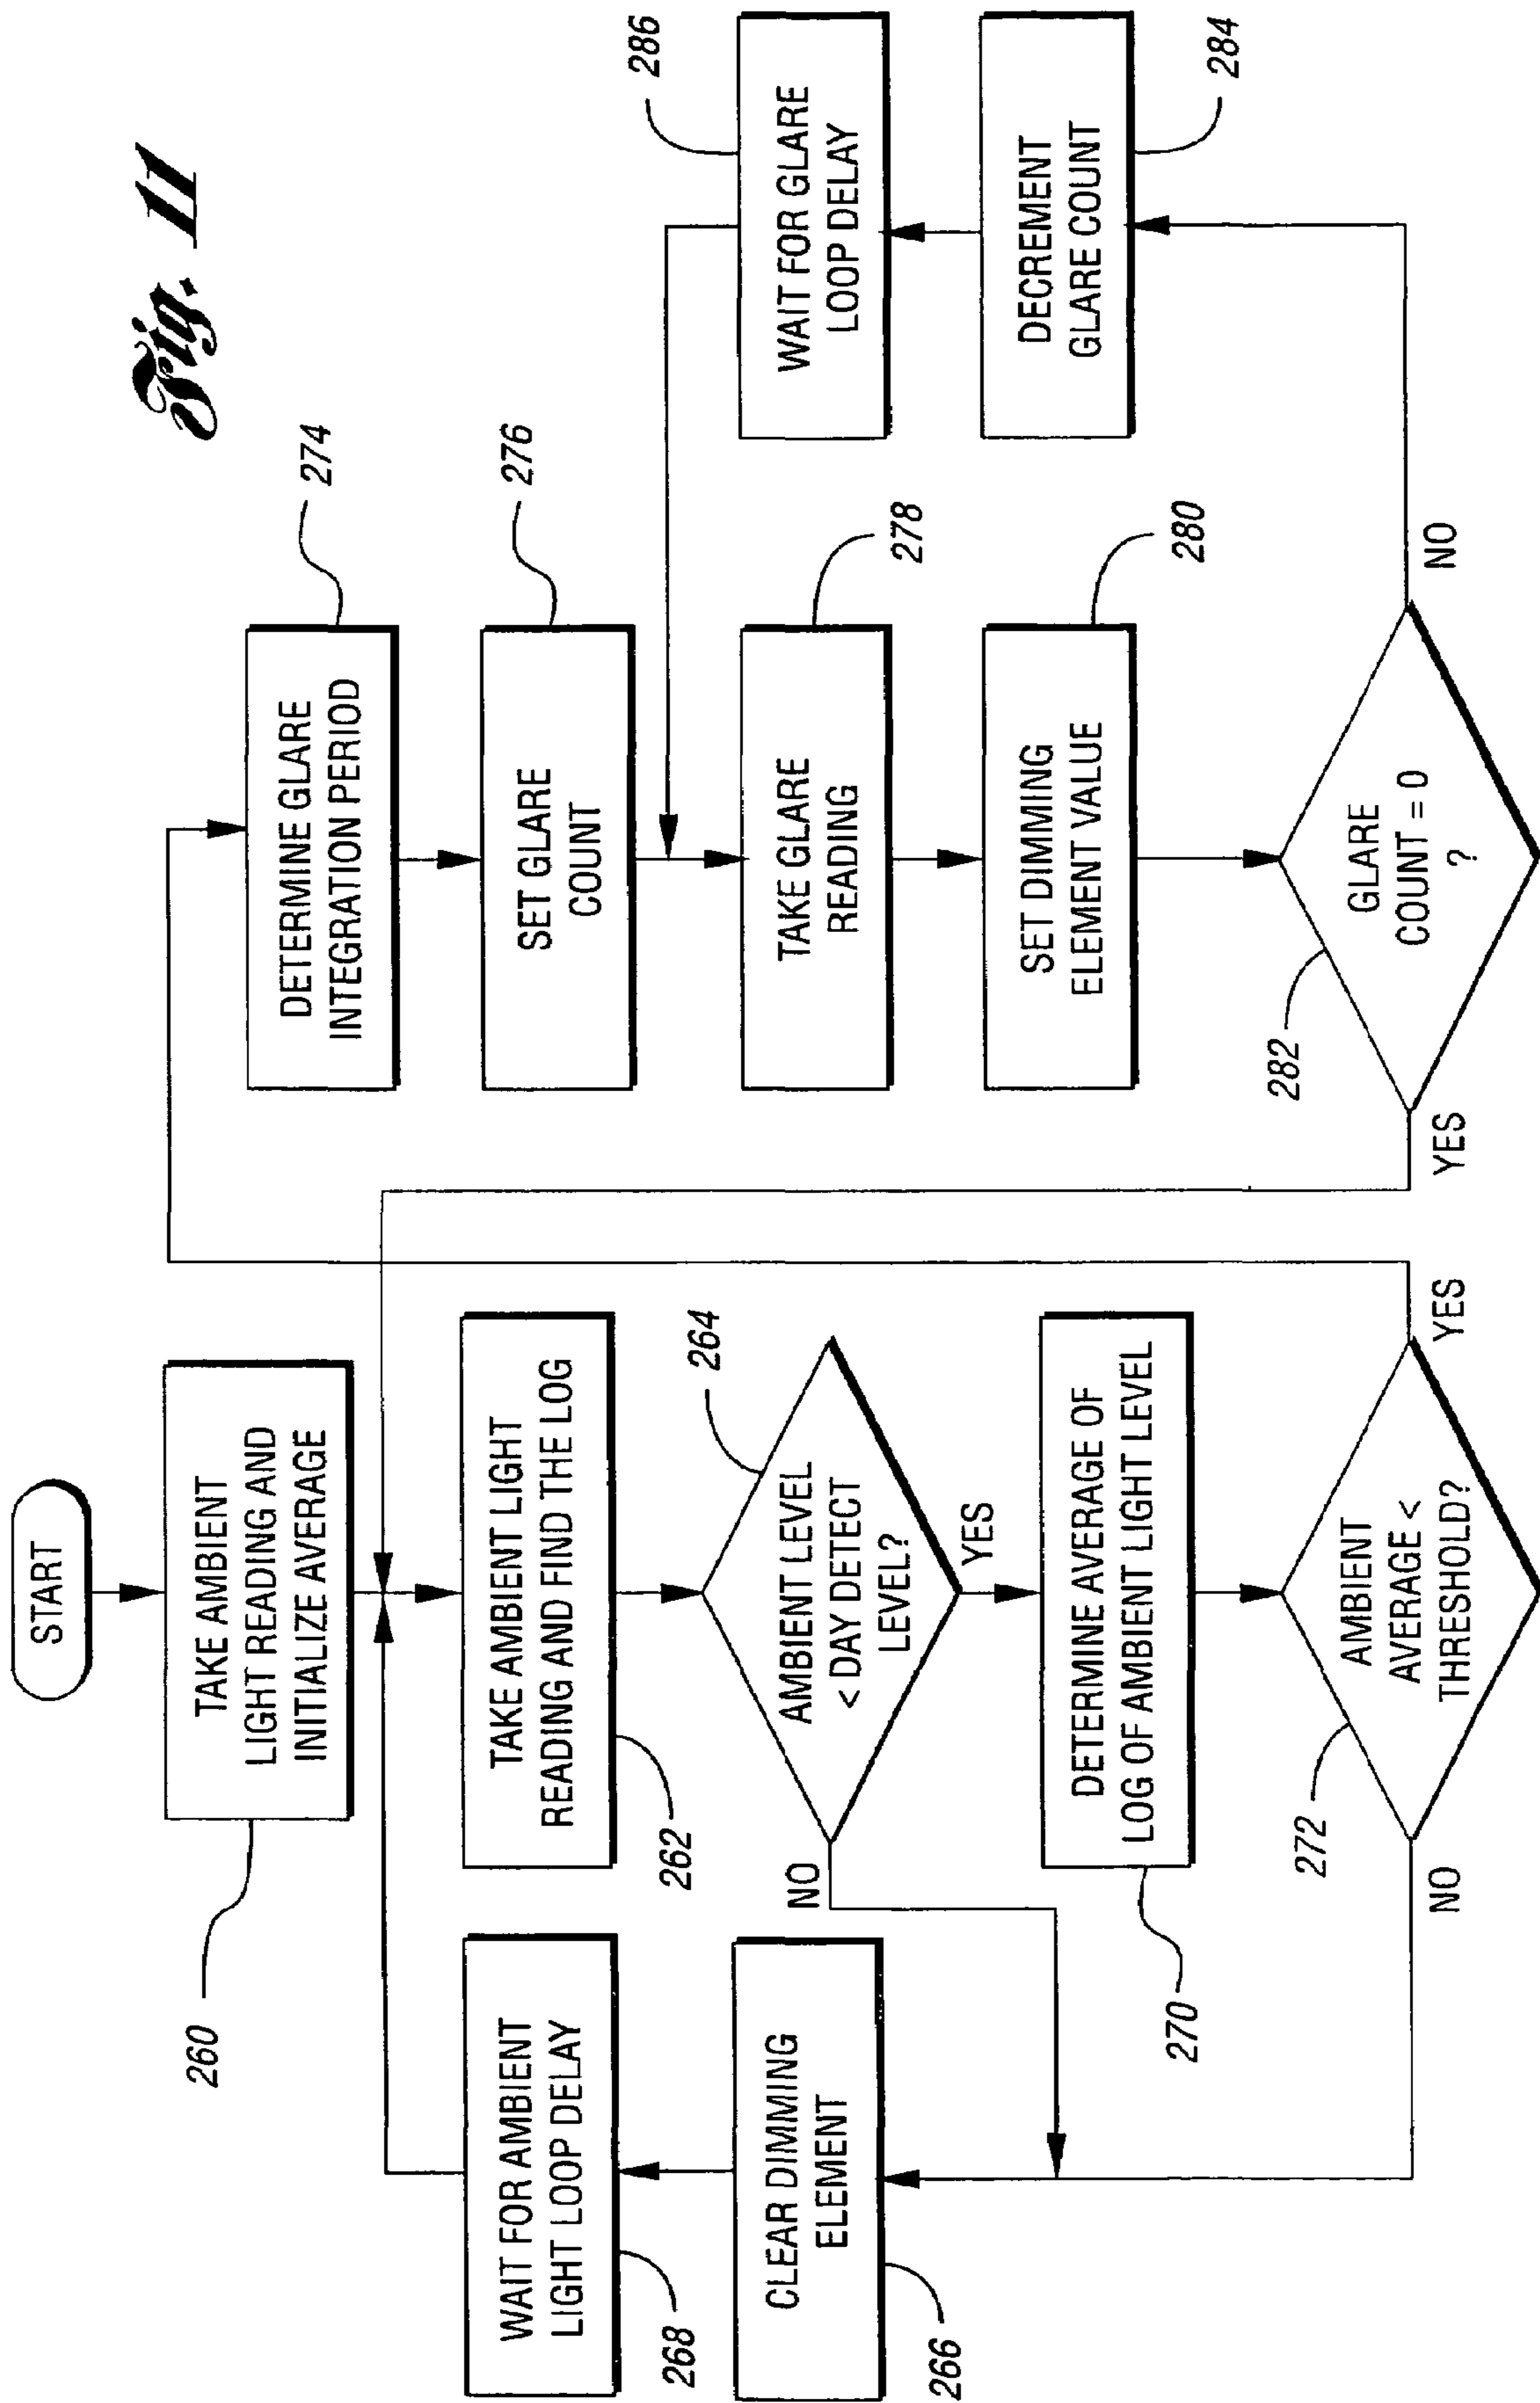 Fig. 11
START
TAKE AMBIENT
LIGHT READING AND
INITIALIZE AVERAGE
260
TAKE AMBIENT LIGHT
READING AND FIND THE LOG
262
AMBIENT LEVEL
< DAY DETECT
LEVEL?
264
NO
YES
WAIT FOR AMBIENT
LIGHT LOOP DELAY
268
CLEAR DIMMING
ELEMENT
266
DETERMINE AVERAGE OF
LOG OF AMBIENT LIGHT LEVEL
270
AMBIENT
AVERAGE <
THRESHOLD?
272
NO
YES
DETERMINE GLARE
INTEGRATION PERIOD
274
SET GLARE
COUNT
276
TAKE GLARE
READING
278
SET DIMMING
ELEMENT VALUE
280
GLARE
COUNT = 0
?
282
YES
NO
DECREMENT
GLARE COUNT
284
WAIT FOR GLARE
LOOP DELAY
286